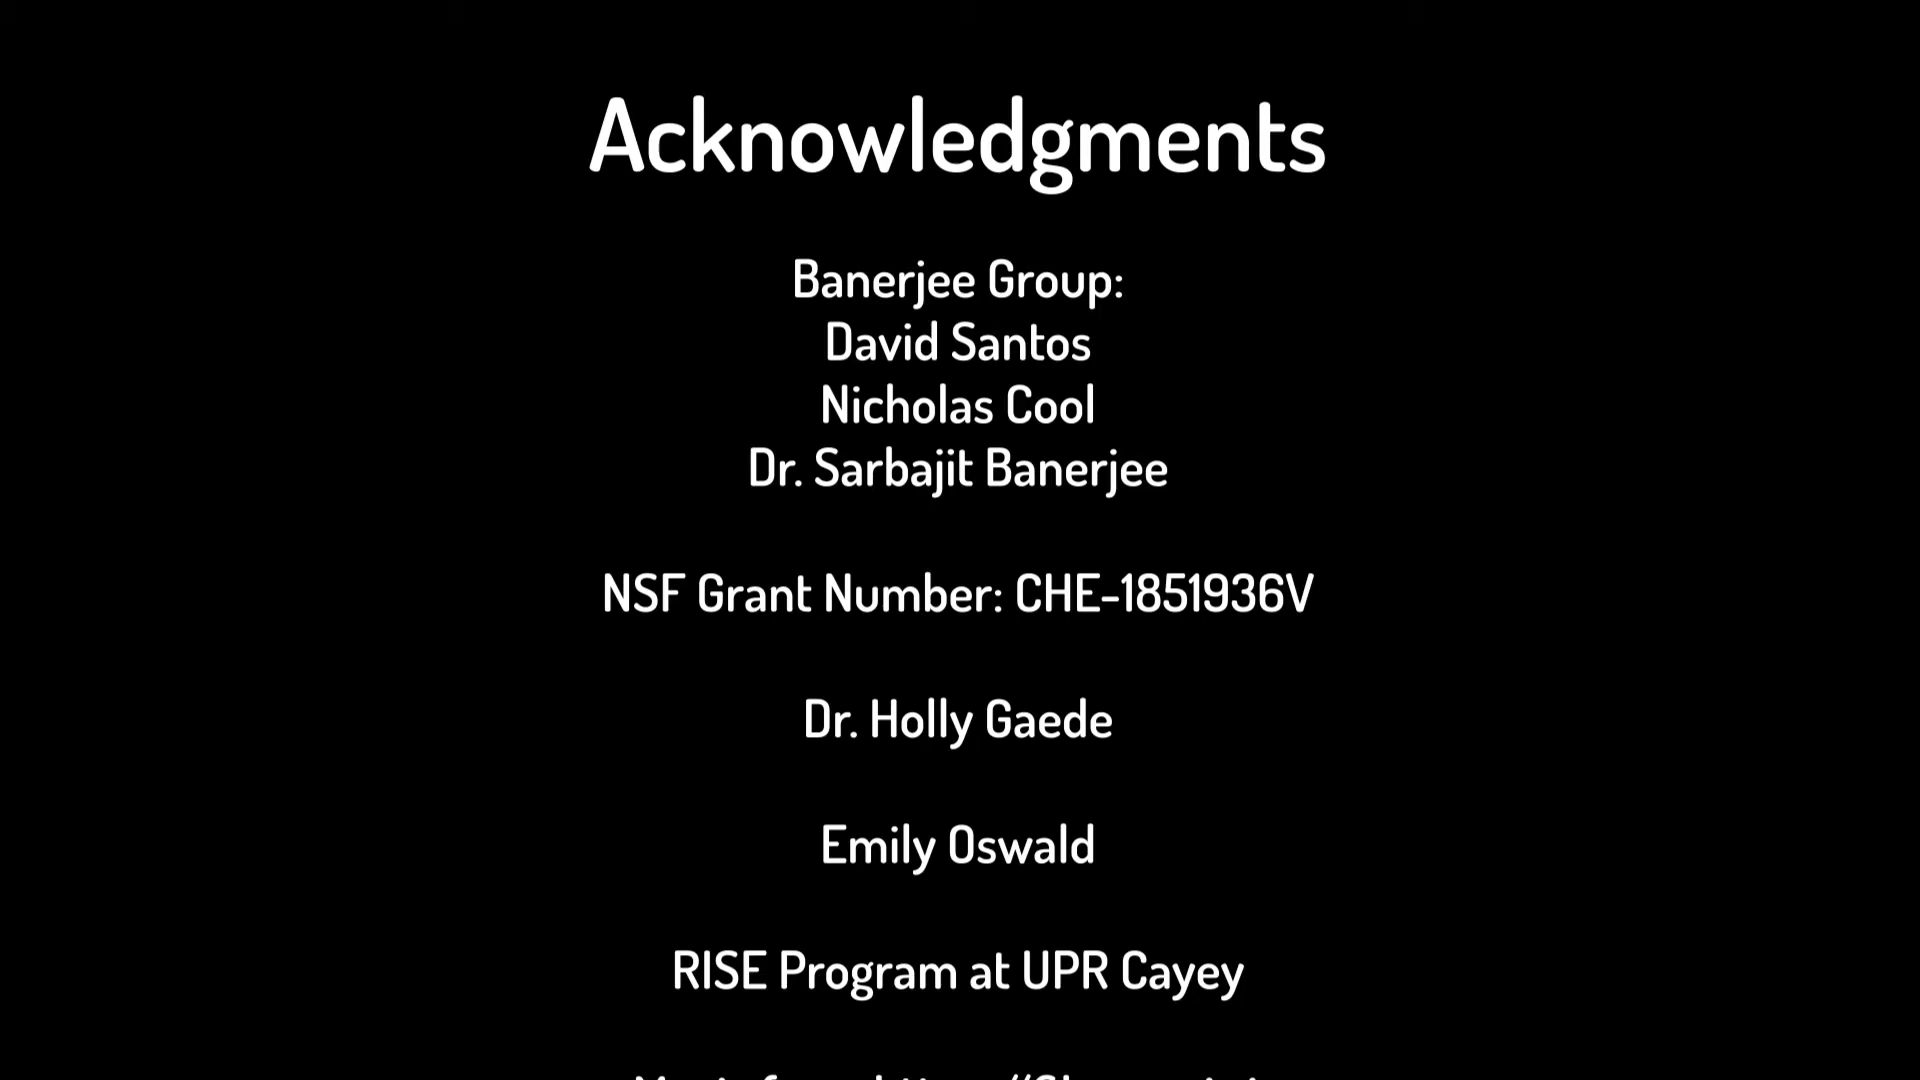 Acknowledgments
Banerjee Group:
David Santos
Nicholas Cool
Dr. Sarbajit Banerjee
NSF Grant Number: CHE-1851936V
Dr. Holly Gaede
Emily Oswald
RISE Program at UPR Cayey